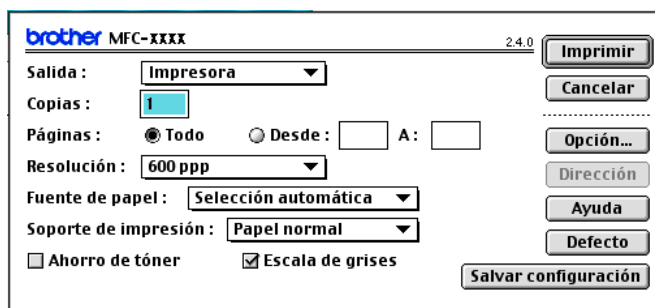 brother MFC-XXXX 2.4.0
Imprimir
Salida : Impresora
Cancelar
Copias : 1
Páginas : Todo Desde : A :
Opción...
Resolución : 600 ppp
Dirección
Fuente de papel : Selección automática
Ayuda
Soporte de impresión : Papel normal
Defecto
Ahorro de tóner Escala de grises
Salvar configuración